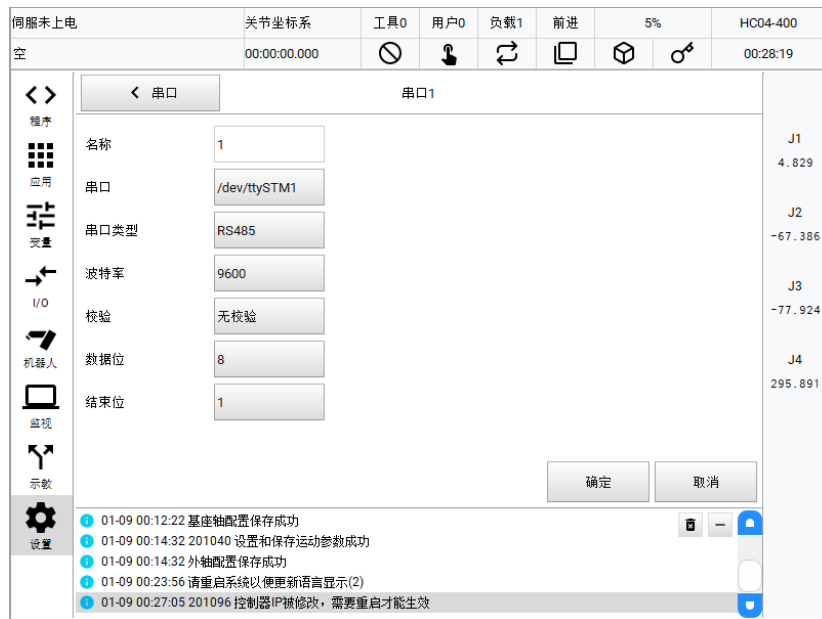 伺服未上电 关节坐标系 工具0 用户0 负载1 前进 5% HC04-400
空 00:00:00.000 00:28:19
程序
应用
变量
I/O
机器人
监视
示教
设置
串口 串口1
名称 1
串口 /dev/ttySTM1
串口类型 RS485
波特率 9600
校验 无校验
数据位 8
结束位 1
确定 取消
J1
4.829
J2
-67.386
J3
-77.924
J4
295.891
01-09 00:12:22 基座轴配置保存成功
01-09 00:14:32 201040 设置和保存运动参数成功
01-09 00:14:32 外轴配置保存成功
01-09 00:23:56 请重启系统以便更新语言显示(2)
01-09 00:27:05 201096 控制器IP被修改，需要重启才能生效